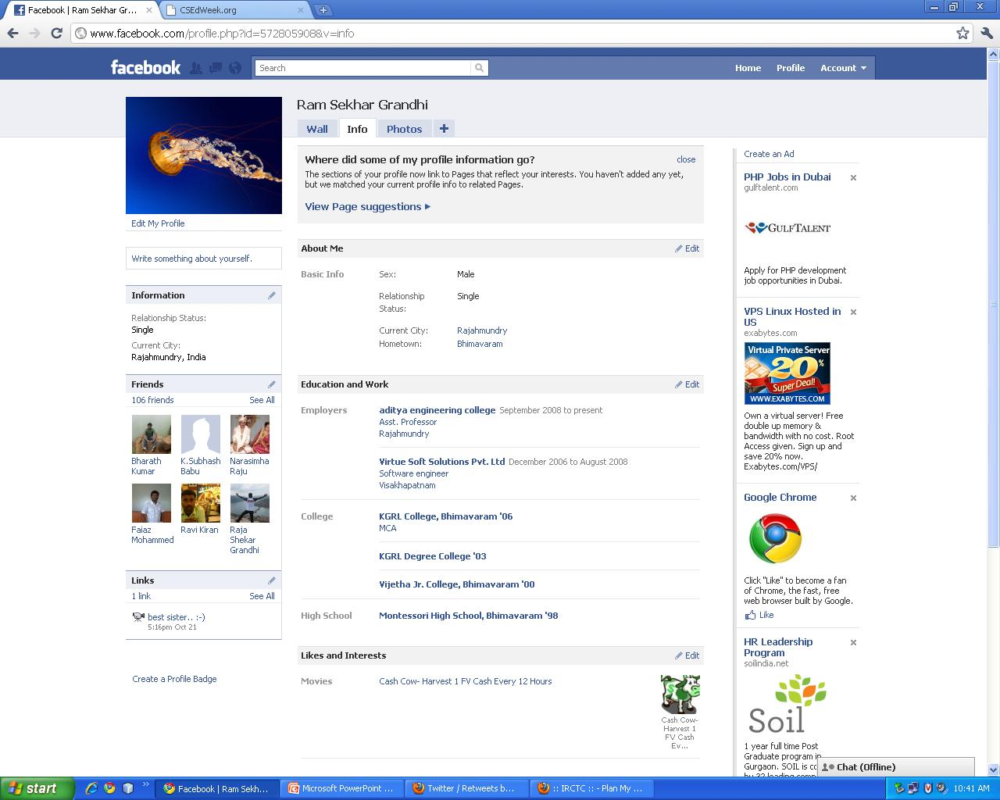 Facebook | Ram Sekhar Gr...
CSEdWeek.org
www.facebook.com/profile.php?id=572805908&v=info
facebook
Search
Home
Profile
Account
Ram Sekhar Grandhi
Wall
Info
Photos
Edit My Profile
Write something about yourself.
Information
Relationship Status:
Single
Current City:
Rajahmundry, India
Friends
106 friends
See All
Bharath
Kumar
K.Subhash
Babu
Narasimha
Raju
Faiaz
Mohammed
Ravi Kiran
Raja
Shekar
Grandhi
Links
1 link
See All
best sister.. :-)
5:16pm Oct 21
Create a Profile Badge
Where did some of my profile information go?
close
The sections of your profile now link to Pages that reflect your interests. You haven't added any yet,
but we matched your current profile info to related Pages.
View Page suggestions
About Me
Edit
Basic Info
Sex:
Male
Relationship
Status:
Single
Current City:
Rajahmundry
Hometown:
Bhimavaram
Education and Work
Edit
Employers
aditya engineering college September 2008 to present
Asst. Professor
Rajahmundry
Virtue Soft Solutions Pvt. Ltd December 2006 to August 2008
Software engineer
Visakhapatnam
College
KGRL College, Bhimavaram '06
MCA
KGRL Degree College '03
Vijetha Jr. College, Bhimavaram '00
High School
Montessori High School, Bhimavaram '98
Likes and Interests
Edit
Movies
Cash Cow- Harvest 1 FV Cash Every 12 Hours
Cash Cow-
Harvest 1
FV Cash
Ev...
Create an Ad
PHP Jobs in Dubai
gulftalent.com
GULFTALENT
Apply for PHP development
job opportunities in Dubai.
VPS Linux Hosted in
US
exabytes.com
Virtual Private Server
20%
Super Deal!
WWW.EXABYTES.COM
Own a virtual server! Free
double up memory &
bandwidth with no cost. Root
Access given. Sign up and
save 20% now.
Exabytes.com/VPS/
Google Chrome
Click "Like" to become a fan
of Chrome, the fast, free
web browser built by Google.
Like
HR Leadership
Program
soilindia.net
Soil
1 year full time Post
Graduate program in
Gurgaon. SOIL is
Chat (Offline)
start
Facebook | Ram Sekh...
Microsoft PowerPoint ...
Twitter / Retweets b...
:: IRCTC :: - Plan My ...
10:41 AM